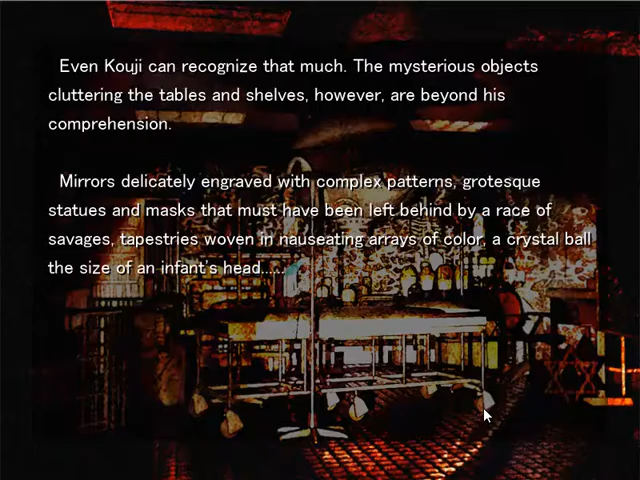 Even Kouji can recognize that much. The mysterious objects
cluttering the tables and shelves, however, are beyond his
comprehension.
Mirrors delicately engraved with complex patterns, grotesque
statues and masks that must have been left behind by a race of
savages, tapestries woven in nauseating arrays of color, a crystal ball
the size of an infant's head......